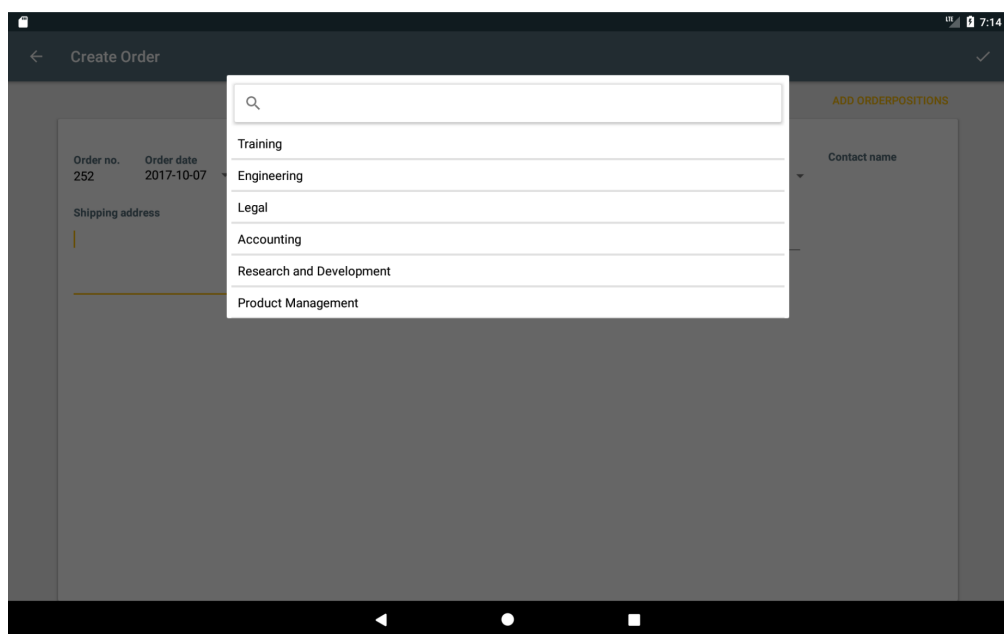 LTE 7:14
Create Order
ADD ORDERPOSITIONS
Training
Engineering
Legal
Accounting
Research and Development
Product Management
Order no. Order date Contact name
252 2017-10-07
Shipping address